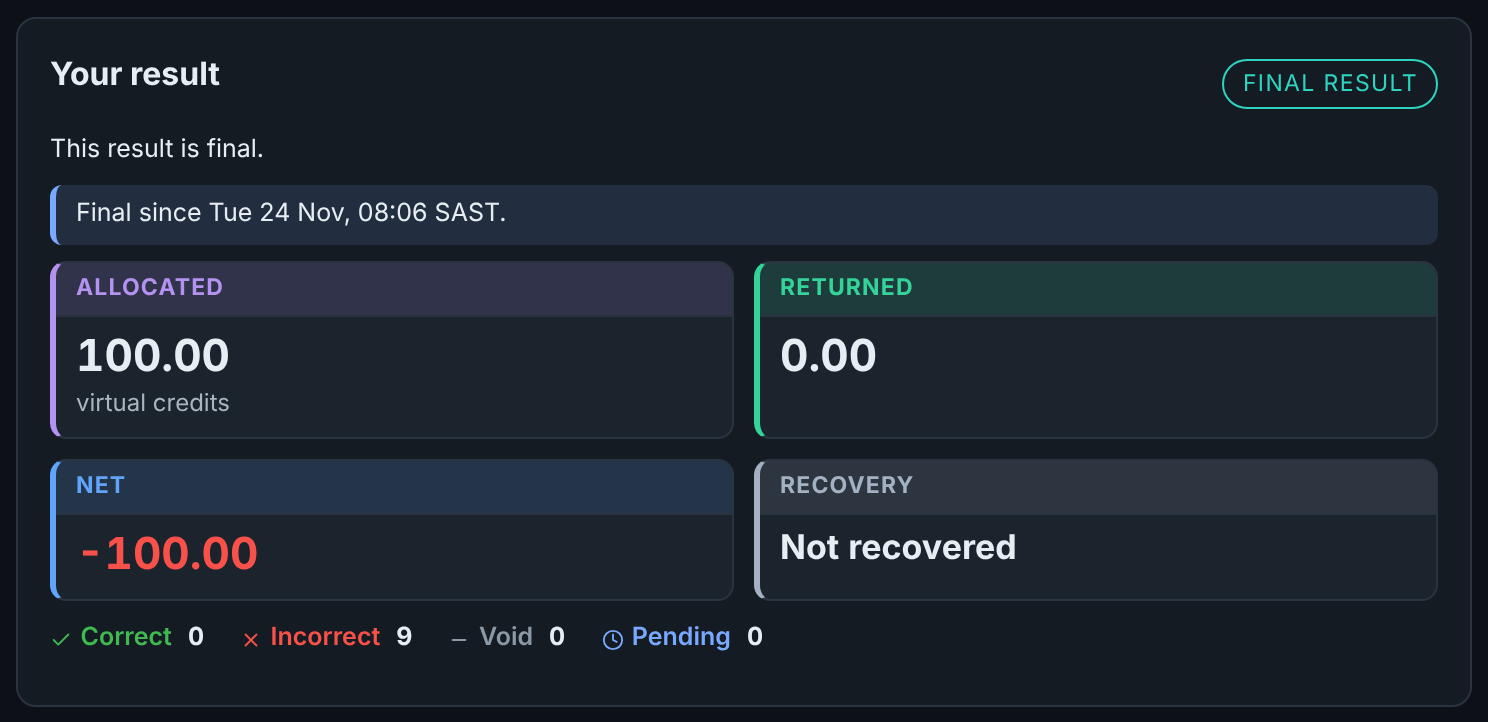 Your result
FINAL RESULT
This result is final.
Final since Tue 24 Nov, 08:06 SAST.
ALLOCATED
100.00
virtual credits
RETURNED
0.00
NET
-100.00
RECOVERY
Not recovered
Correct 0 Incorrect 9 Void 0 Pending 0